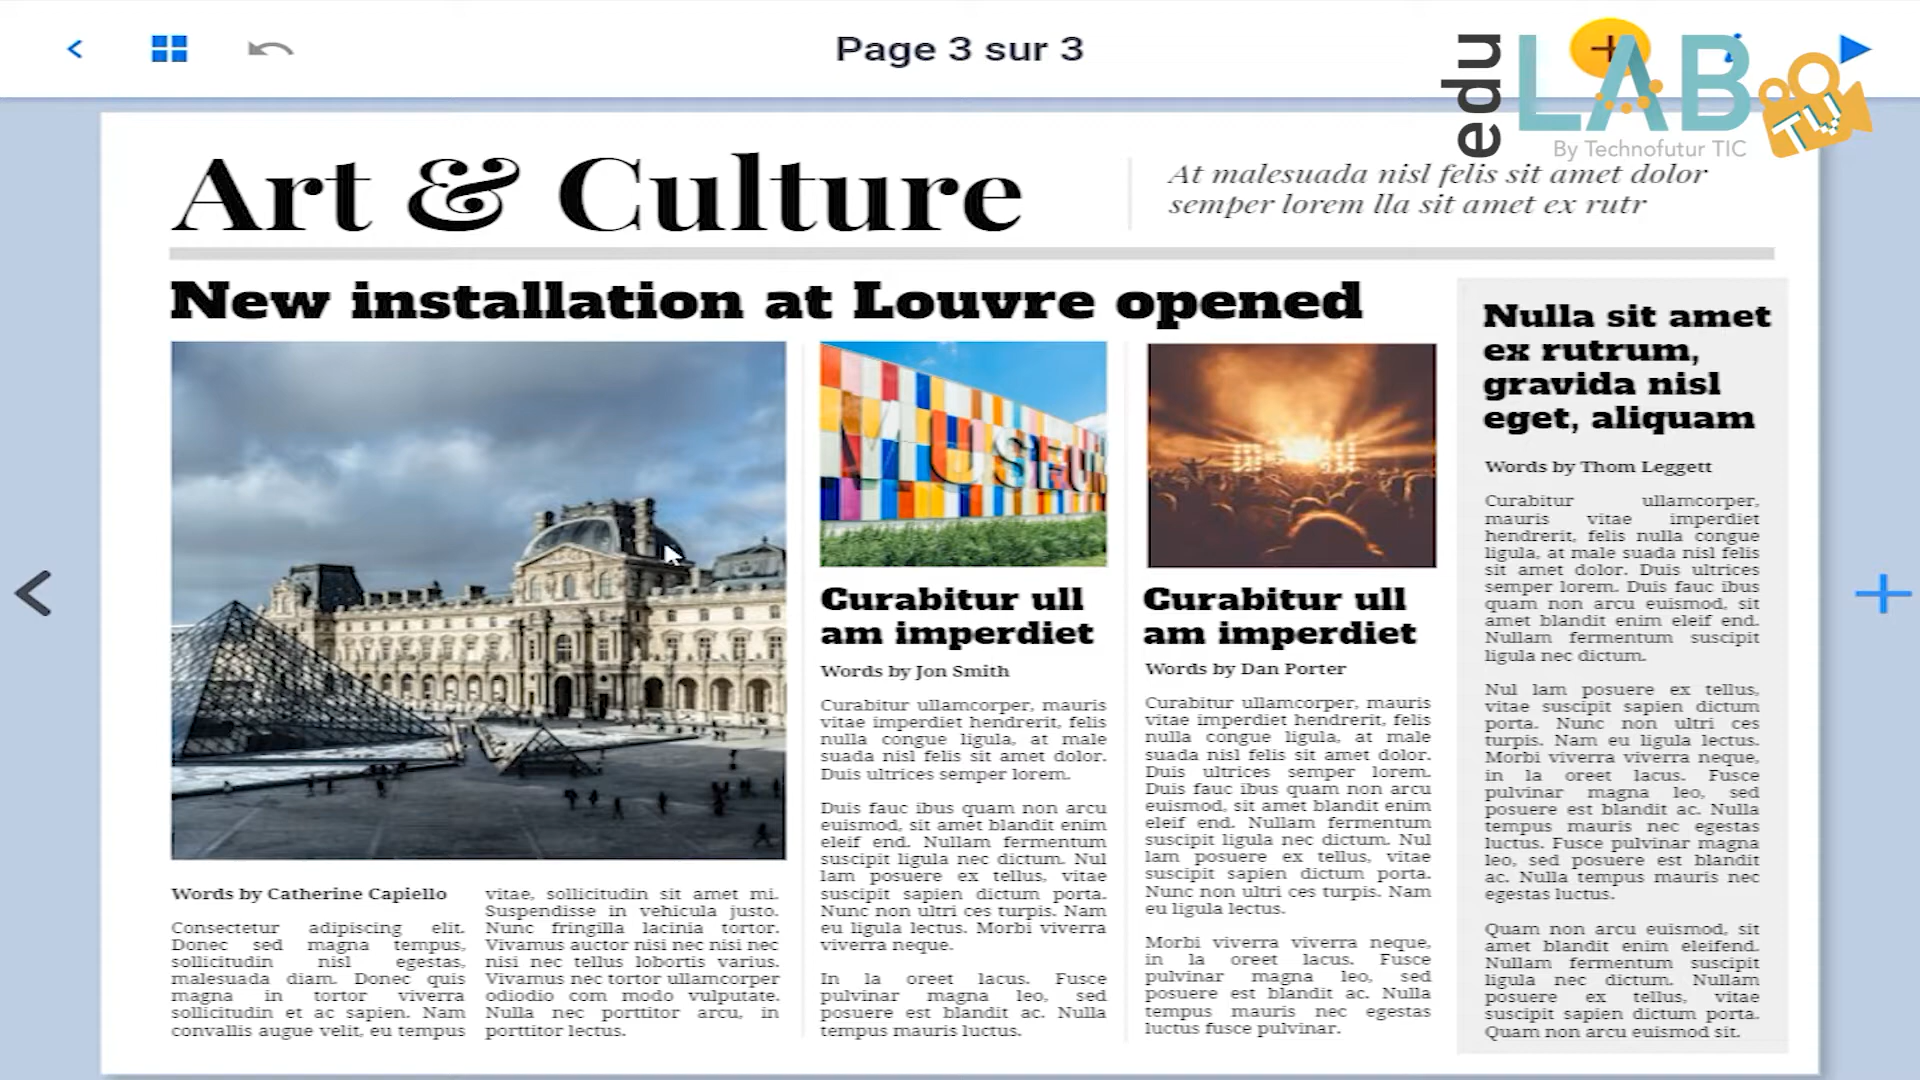 Page 3 sur 3
edu LAB TV
By Technofutur TIC
Art & Culture
At malesuada nisl felis sit amet dolor
semper lorem lla sit amet ex rutr
New installation at Louvre opened
MUSEUM
Words by Catherine Capiello
Consectetur adipiscing elit.
Donec sed magna tempus,
sollicitudin nisl egestas,
malesuada diam. Donec quis
magna in tortor viverra
sollicitudin et ac sapien. Nam
convallis augue velit, eu tempus
vitae, sollicitudin sit amet mi.
Suspendisse in vehicula justo.
Nunc fringilla lacinia tortor.
Vivamus auctor nisi nec nisi nec
nisi nec tellus lobortis varius.
Vivamus nec tortor ullamcorper
odiodio com modo vulputate.
Nulla nec porttitor arcu, in
porttitor lectus.
Curabitur ull
am imperdiet
Words by Jon Smith
Curabitur ullamcorper, mauris
vitae imperdiet hendrerit, felis
nulla congue ligula, at male
suada nisl felis sit amet dolor.
Duis ultrices semper lorem.
Duis fauc ibus quam non arcu
euismod, sit amet blandit enim
eleif end. Nullam fermentum
suscipit ligula nec dictum. Nul
lam posuere ex tellus, vitae
suscipit sapien dictum porta.
Nunc non ultri ces turpis. Nam
eu ligula lectus. Morbi viverra
viverra neque.
In la oreet lacus. Fusce
pulvinar magna leo, sed
posuere est blandit ac. Nulla
tempus mauris luctus.
Curabitur ull
am imperdiet
Words by Dan Porter
Curabitur ullamcorper, mauris
vitae imperdiet hendrerit, felis
nulla congue ligula, at male
suada nisl felis sit amet dolor.
Duis ultrices semper lorem.
Duis fauc ibus quam non arcu
euismod, sit amet blandit enim
eleif end. Nullam fermentum
suscipit ligula nec dictum. Nul
lam posuere ex tellus, vitae
suscipit sapien dictum porta.
Nunc non ultri ces turpis. Nam
eu ligula lectus.
Morbi viverra viverra neque,
in la oreet lacus. Fusce
pulvinar magna leo, sed
posuere est blandit ac. Nulla
tempus mauris nec egestas
luctus fusce pulvinar.
Nulla sit amet
ex rutrum,
gravida nisl
eget, aliquam
Words by Thom Leggett
Curabitur ullamcorper,
mauris vitae imperdiet
hendrerit, felis nulla congue
ligula, at male suada nisl felis
sit amet dolor. Duis ultrices
semper lorem. Duis fauc ibus
quam non arcu euismod, sit
amet blandit enim eleif end.
Nullam fermentum suscipit
ligula nec dictum.
Nul lam posuere ex tellus,
vitae suscipit sapien dictum
porta. Nunc non ultri ces
turpis. Nam eu ligula lectus.
Morbi viverra viverra neque,
in la oreet lacus. Fusce
pulvinar magna leo, sed
posuere est blandit ac. Nulla
tempus mauris nec egestas
luctus. Fusce pulvinar magna
leo, sed posuere est blandit
ac. Nulla tempus mauris nec
egestas luctus.
Quam non arcu euismod, sit
amet blandit enim eleifend.
Nullam fermentum suscipit
ligula nec dictum. Nullam
posuere ex tellus, vitae
suscipit sapien dictum porta.
Quam non arcu euismod sit.